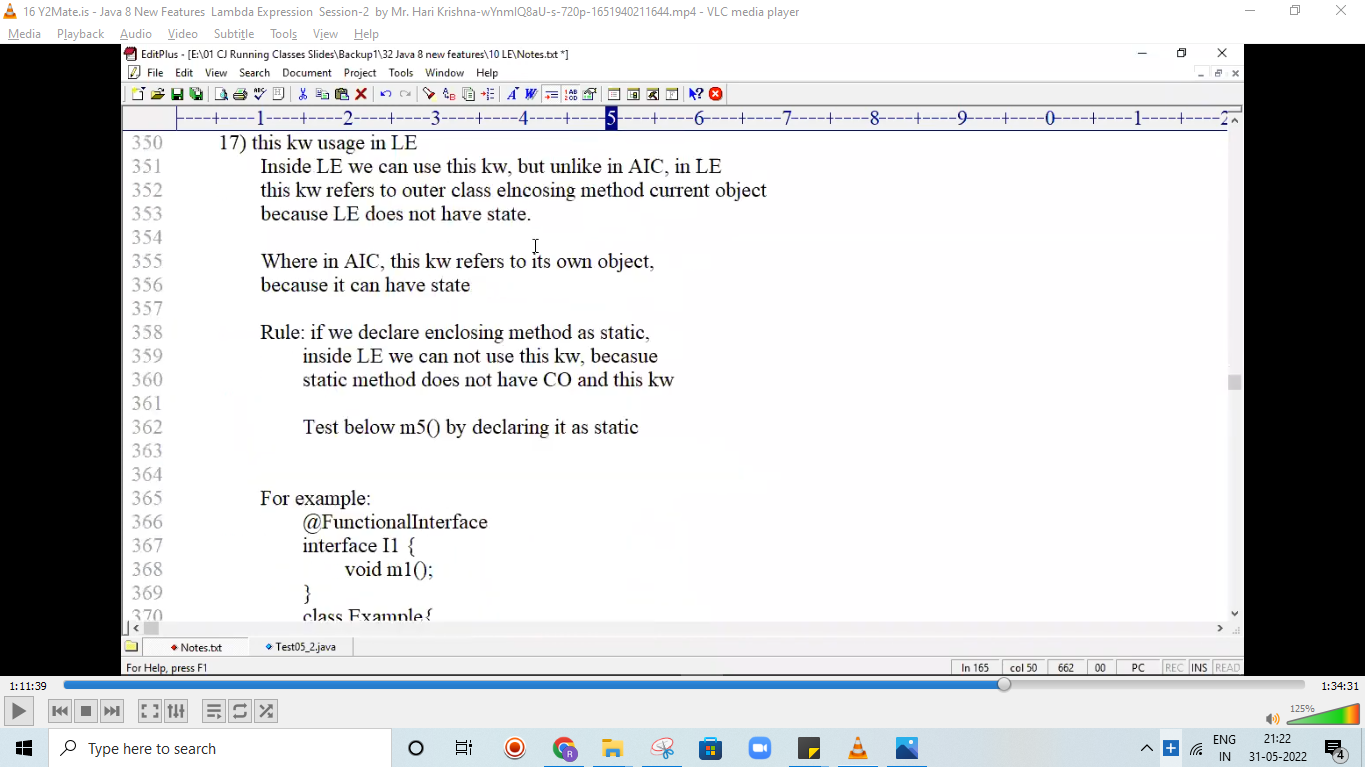 16 Y2Mate.is - Java 8 New Features Lambda Expression Session-2 by Mr. Hari Krishna-wYnmIQ8aU-s-720p-1651940211644.mp4 - VLC media player
Media Playback Audio Video Subtitle Tools View Help
EditPlus - [E:\01 CJ Running Classes Slides\Backup1\32 Java 8 new features\10 LE\Notes.txt *]
File Edit View Search Document Project Tools Window Help
----+----1----+----2----+----3----+----4----+----5----+----6----+----7----+----8----+----9----+----0----+----1----+----2
350 17) this kw usage in LE
351 Inside LE we can use this kw, but unlike in AIC, in LE
352 this kw refers to outer class elncosing method current object
353 because LE does not have state.
354
355 Where in AIC, this kw refers to its own object,
356 because it can have state
357
358 Rule: if we declare enclosing method as static,
359 inside LE we can not use this kw, becasue
360 static method does not have CO and this kw
361
362 Test below m5() by declaring it as static
363
364
365 For example:
366 @FunctionalInterface
367 interface I1 {
368 void m1();
369 }
370 class Example{
Notes.txt Test05_2.java
For Help, press F1 ln 165 col 50 662 00 PC REC INS READ
1:11:39 1:34:31
125%
Type here to search
ENG 21:22
IN 31-05-2022 4